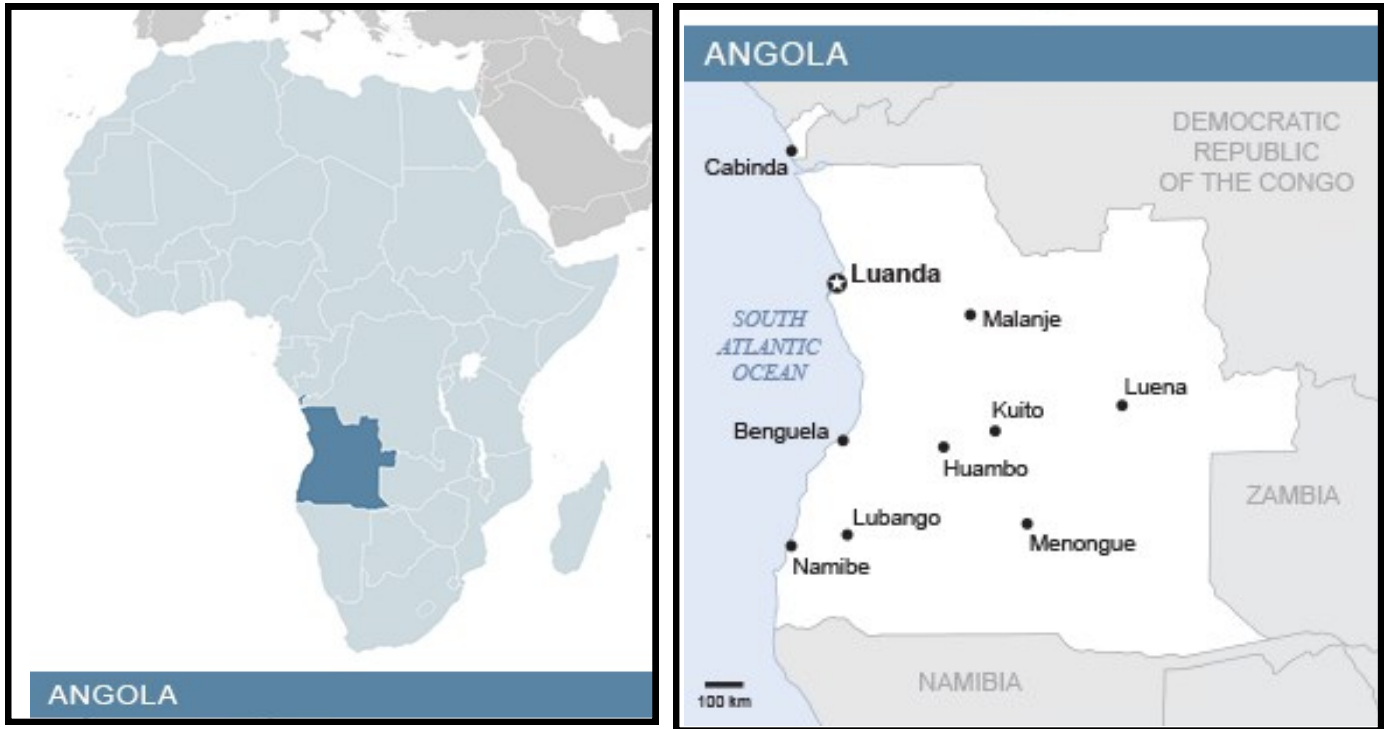 ANGOLA
ANGOLA
DEMOCRATIC
REPUBLIC
OF THE CONGO
Cabinda
Luanda
Malanje
SOUTH
ATLANTIC
OCEAN
Luena
Kuito
Benguela
Huambo
ZAMBIA
Lubango
Menongue
Namibe
NAMIBIA
100 km